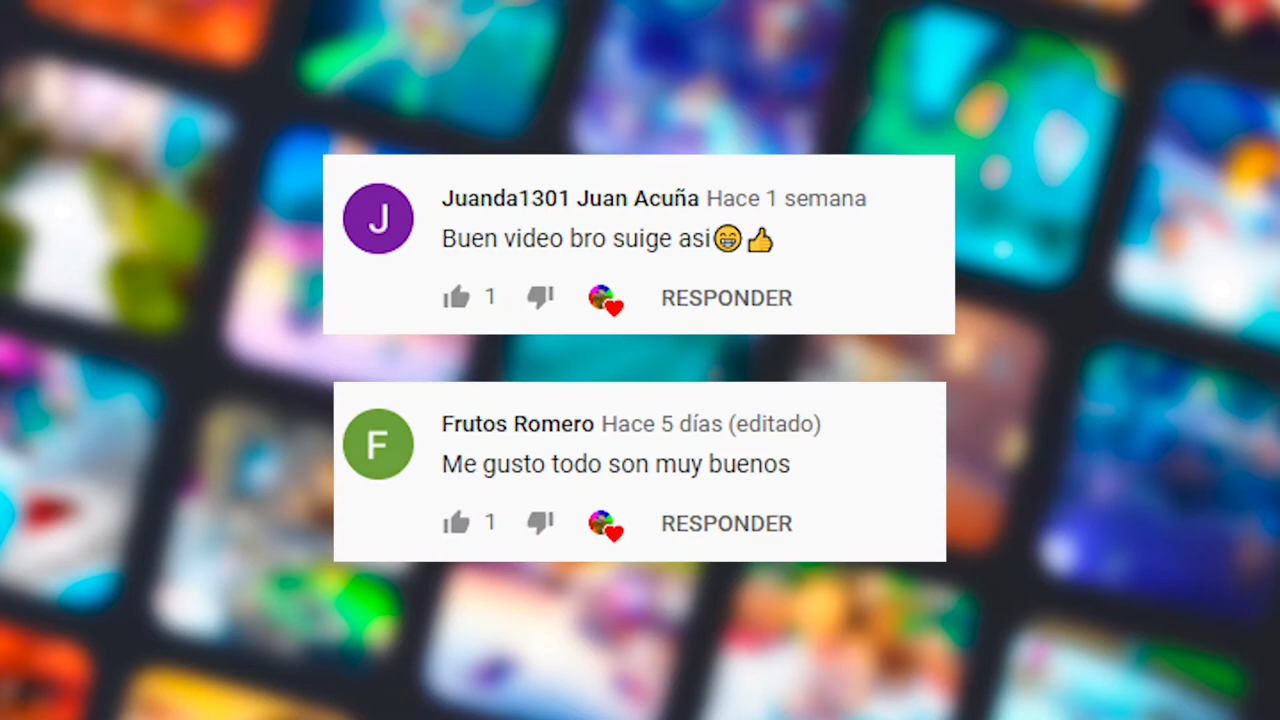 J
Juanda1301 Juan Acuña Hace 1 semana
Buen video bro suige asi😁👍
1
RESPONDER
F
Frutos Romero Hace 5 días (editado)
Me gusto todo son muy buenos
1
RESPONDER